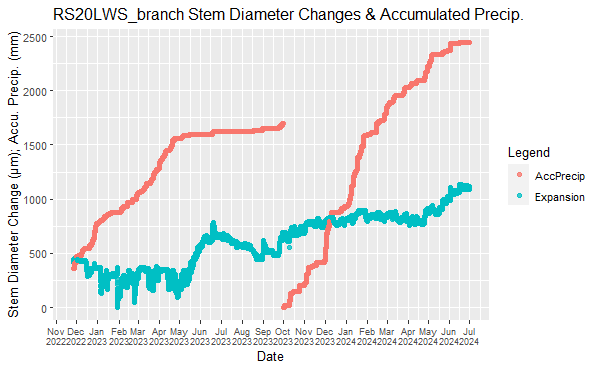 RS20LWS_branch Stem Diameter Changes & Accumulated Precip.
Stem Diameter Change (µm); Accu. Precip. (mm)
2500
2000
1500
1000
500
0
Nov Dec Jan Feb Mar Apr May Jun Jul Aug Sep Oct Nov Dec Jan Feb Mar Apr May Jun Jul
2022 2022 2023 2023 2023 2023 2023 2023 2023 2023 2023 2023 2023 2023 2024 2024 2024 2024 2024 2024 2024
Date
Legend
AccPrecip
Expansion